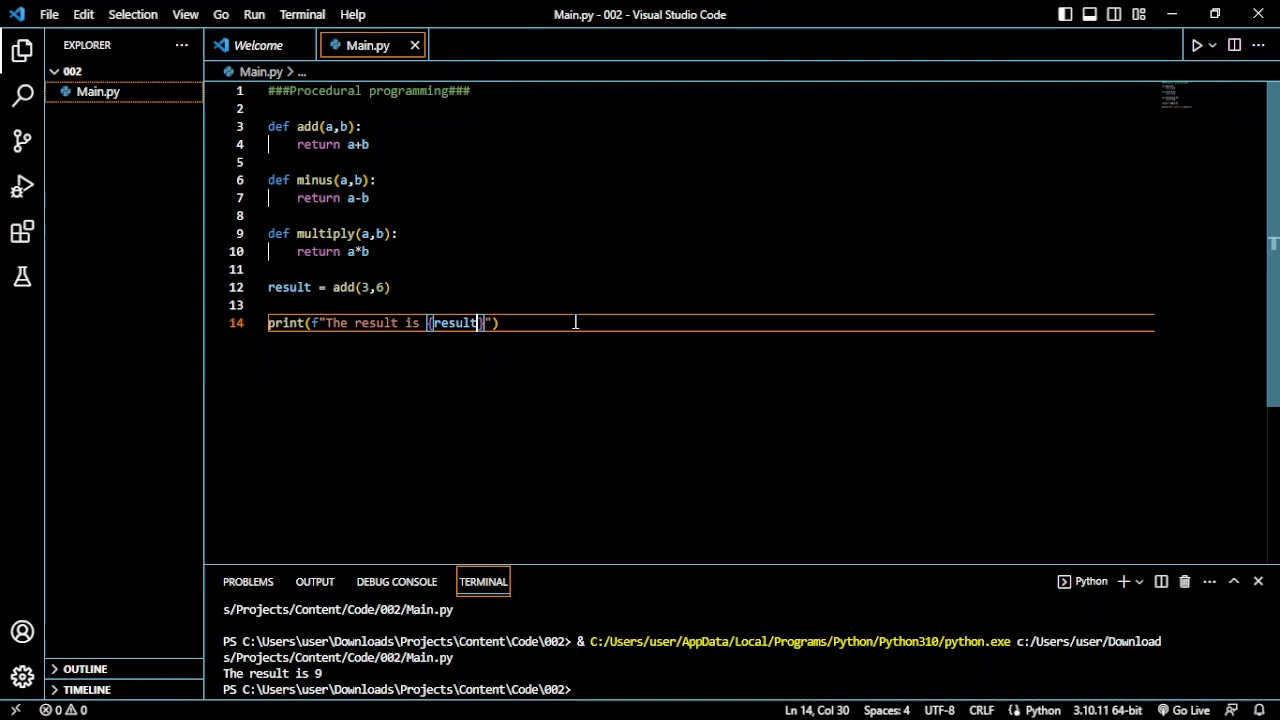 File Edit Selection View Go Run Terminal Help Main.py - 002 - Visual Studio Code
EXPLORER
Welcome Main.py
002
Main.py
Main.py > ...
1 ###Procedural programming###
2
3 def add(a,b):
4 return a+b
5
6 def minus(a,b):
7 return a-b
8
9 def multiply(a,b):
10 return a*b
11
12 result = add(3,6)
13
14 print(f"The result is {result}")
PROBLEMS OUTPUT DEBUG CONSOLE TERMINAL
Python
s/Projects/Content/Code/002/Main.py
PS C:\Users\user\Downloads\Projects\Content\Code\002> & C:/Users/user/AppData/Local/Programs/Python/Python310/python.exe c:/Users/user/Download
s/Projects/Content/Code/002/Main.py
The result is 9
PS C:\Users\user\Downloads\Projects\Content\Code\002>
OUTLINE
TIMELINE
0 0 Ln 14, Col 30 Spaces: 4 UTF-8 CRLF Python 3.10.11 64-bit Go Live